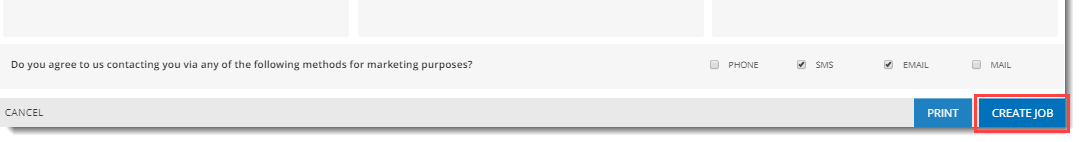 Do you agree to us contacting you via any of the following methods for marketing purposes? PHONE SMS EMAIL MAIL
CANCEL PRINT CREATE JOB